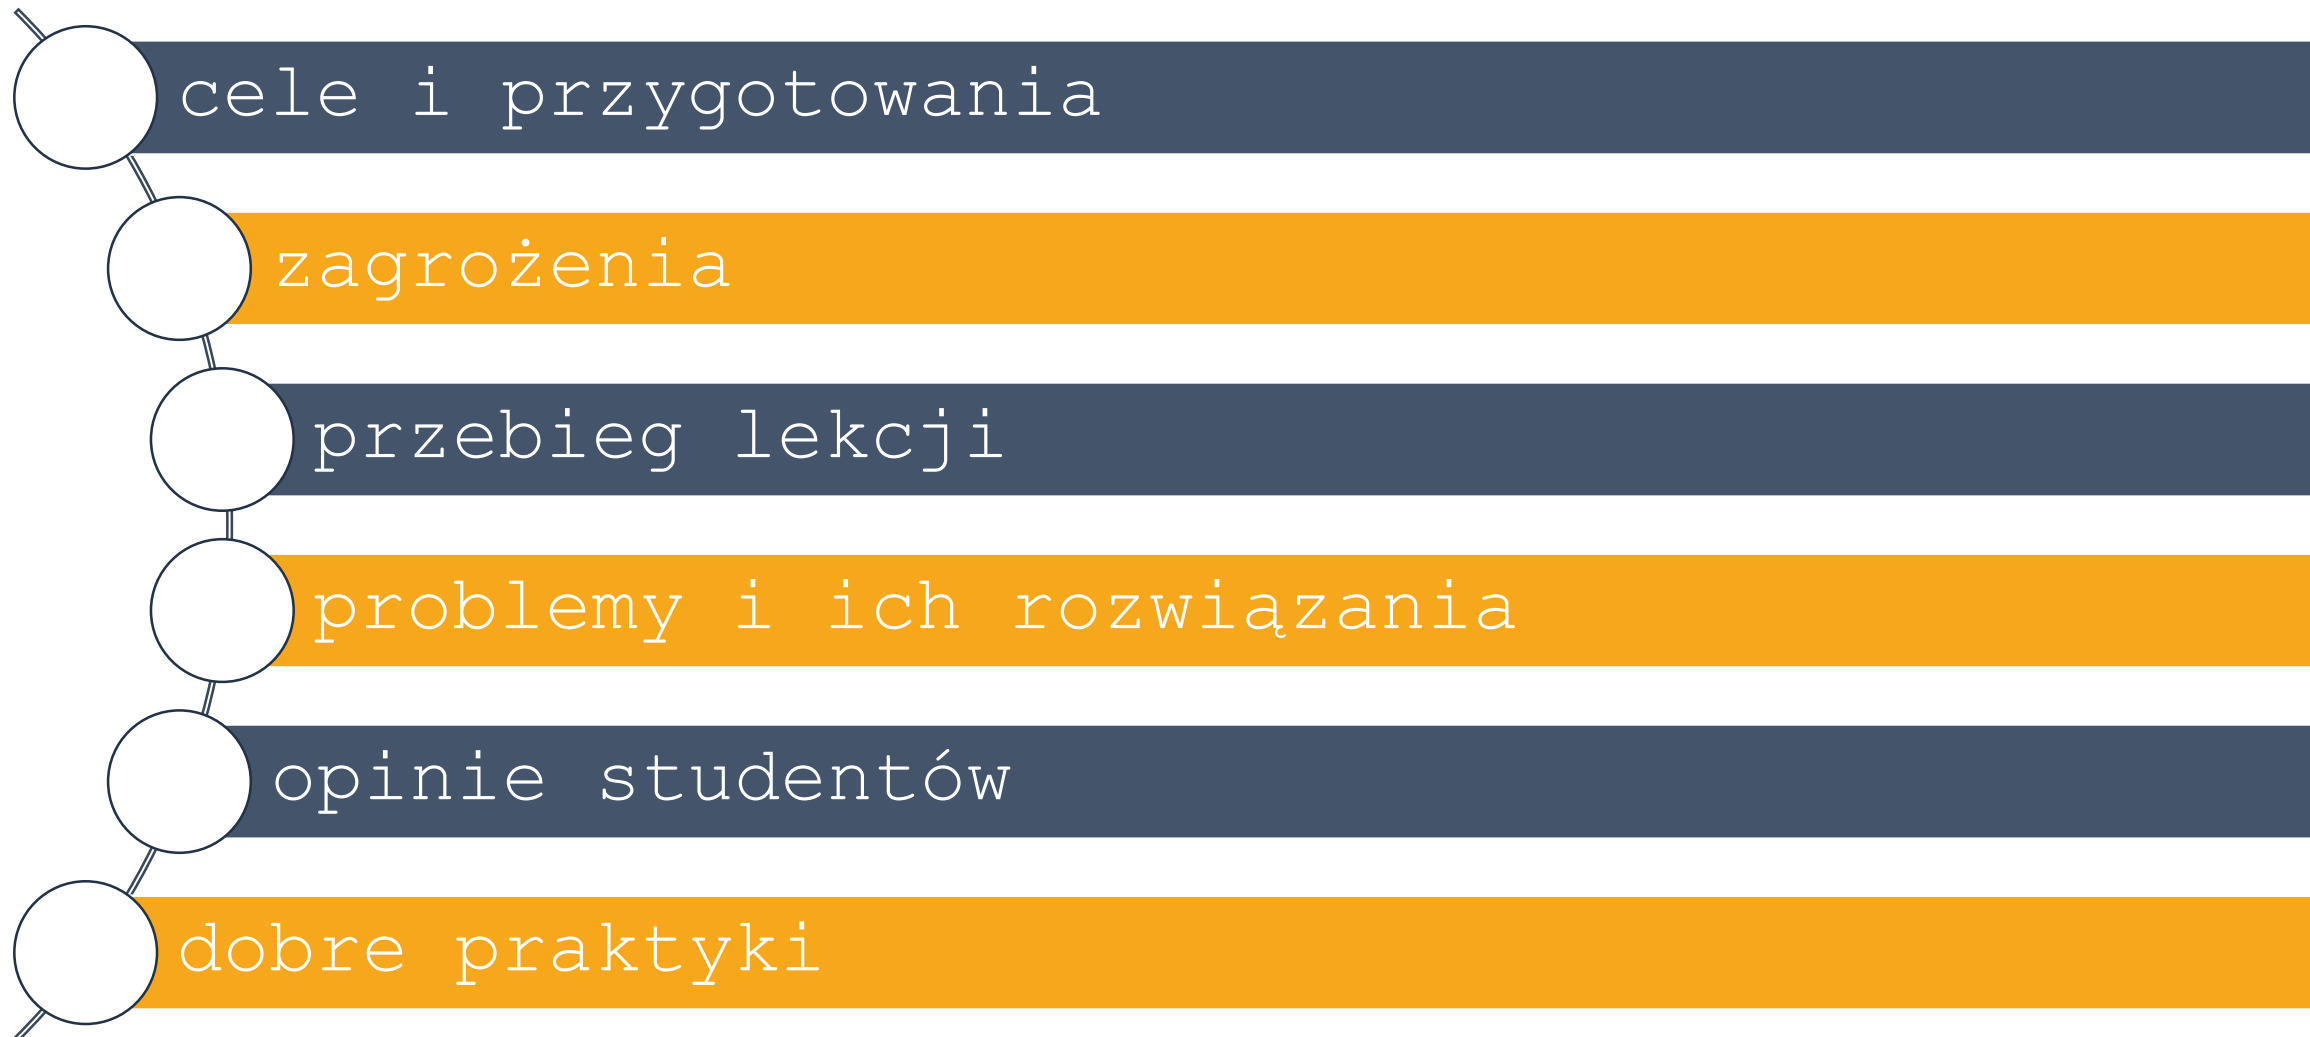 cele i przygotowania
zagrożenia
przebieg lekcji
problemy i ich rozwiązania
opinie studentów
dobre praktyki